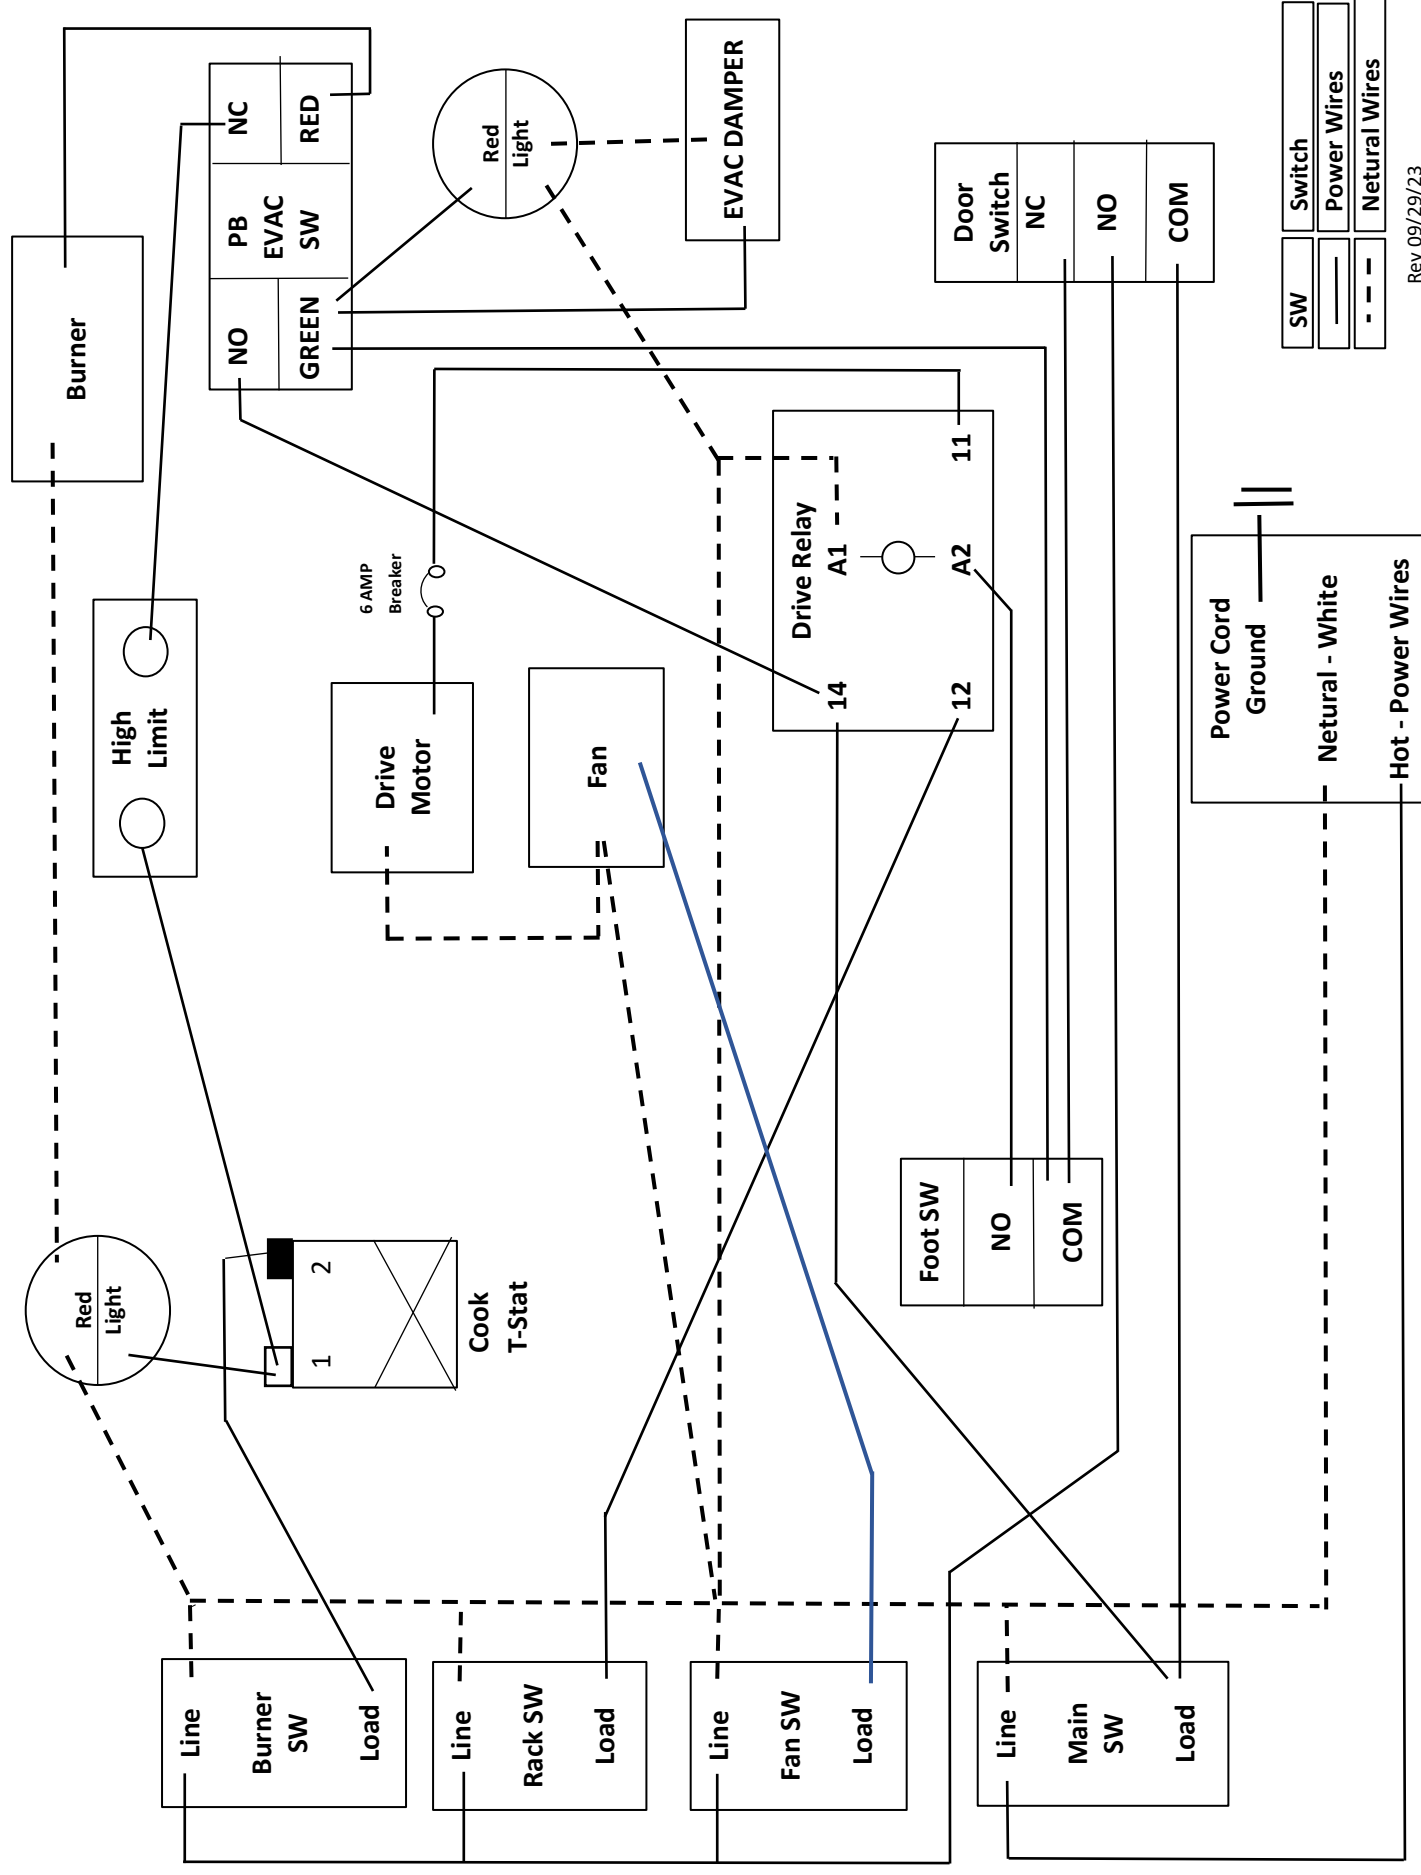 Burner
NC
RED
PB
EVAC
SW
NO
GREEN
Red
Light
EVAC DAMPER
High
Limit
6 AMP
Breaker
Drive
Motor
Fan
Drive Relay
A1
A2
11
14
12
Door
Switch
NC
NO
COM
Red
Light
1
2
Cook
T-Stat
Foot SW
NO
COM
Power Cord
Ground
Netural - White
Hot - Power Wires
Line
Burner
SW
Load
Line
Rack SW
Load
Line
Fan SW
Load
Line
Main
SW
Load
SW
Switch
Power Wires
Netural Wires
Rev 09/29/23